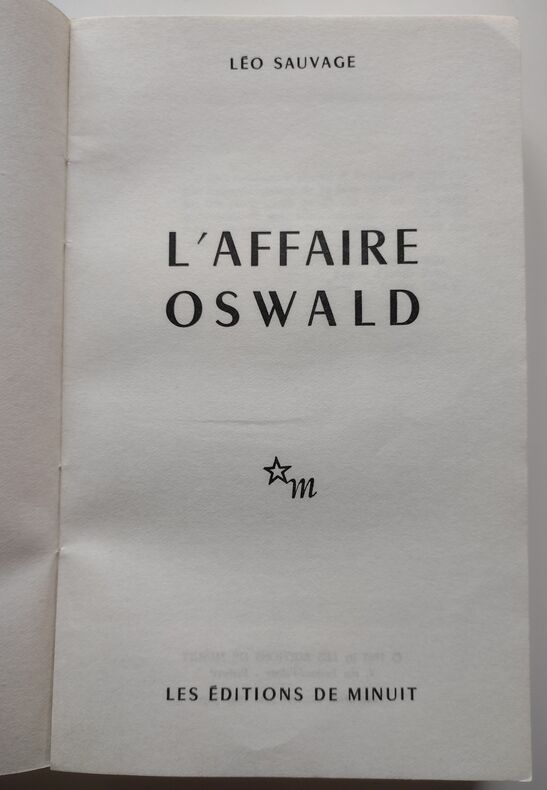 LÉO SAUVAGE
L'AFFAIRE
OSWALD
m
LES ÉDITIONS DE MINUIT